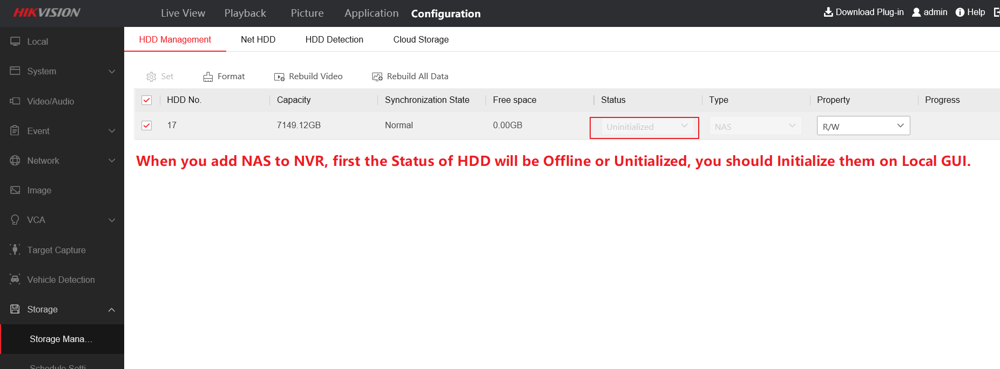 HIKVISION Live View Playback Picture Application Configuration Download Plug-in admin Help
Local
System
Video/Audio
Event
Network
Image
VCA
Target Capture
Vehicle Detection
Storage
Storage Mana...
HDD Management Net HDD HDD Detection Cloud Storage
Set Format Rebuild Video Rebuild All Data
HDD No. Capacity Synchronization State Free space Status Type Property Progress
17 7149.12GB Normal 0.00GB Uninitialized NAS R/W
When you add NAS to NVR, first the Status of HDD will be Offline or Unitialized, you should Initialize them on Local GUI.